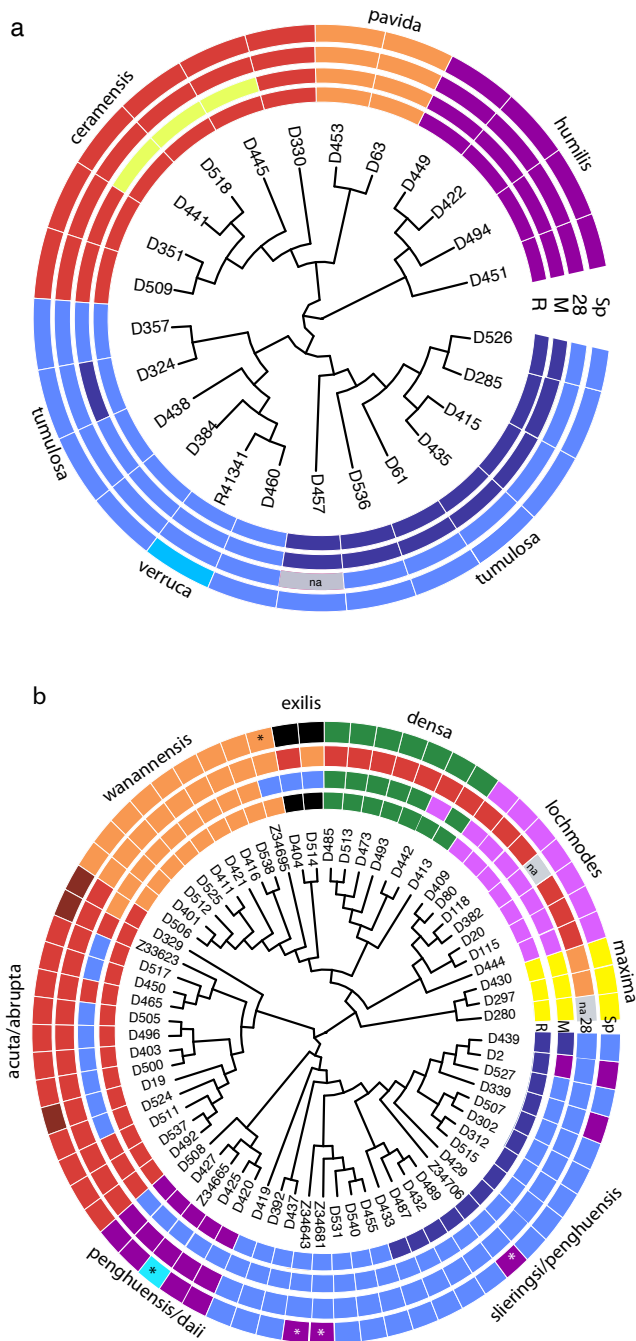 a
pavida
ceramensis
humilis
D453
D63
D330
D445
D518
D441
D351
D509
D449
D422
D494
D451
R M 28 Sp
D357
D324
D438
D384
R41341
D460
D457
D536
D61
D435
D415
D285
D526
tumulosa
verruca
na
tumulosa
b
exilis
densa
wanannensis
*
lochmodes
na
maxima
na
R M 28 Sp
acuta/abrupta
D485
D513
D473
D493
D442
D413
D409
D80
D118
D382
D20
D115
D444
D430
D297
D280
D439
D2
D527
D339
D507
D302
D312
D515
D429
Z34706
D489
D432
D487
D433
D455
D540
D531
Z34681
Z34643
D437
D392
D419
D420
D425
Z34665
D427
D508
D492
D537
D511
D524
D19
D500
D403
D496
D505
D465
D450
D517
Z33623
D329
D506
D401
D512
D525
D411
D421
D416
D538
Z34695
D404
D514
slieringsi/penghuensis
*
*
*
*
penghuensis/daii